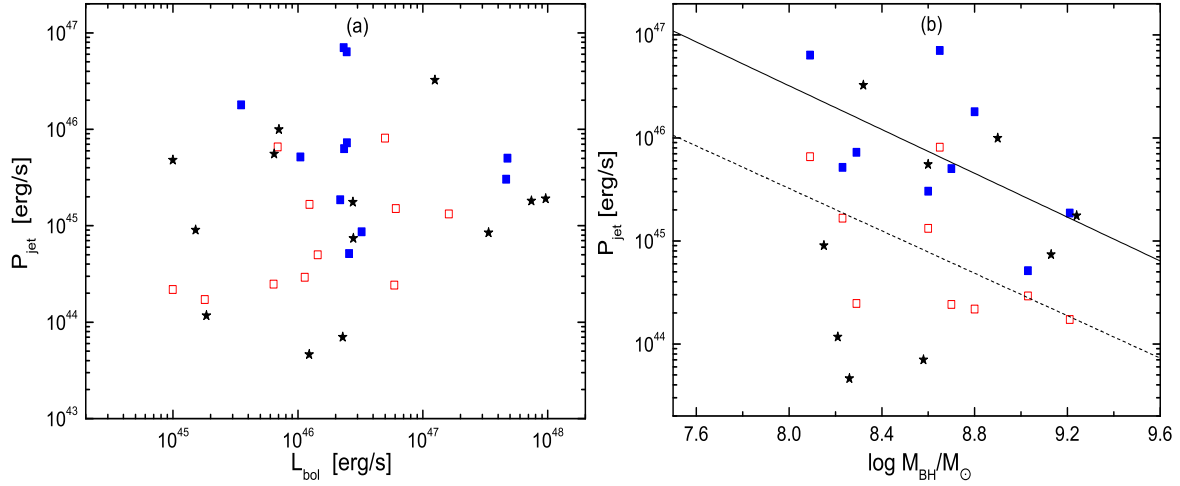 (a)
10^47
10^46
10^45
10^44
10^43
P_jet [erg/s]
10^45 10^46 10^47 10^48
L_bol [erg/s]
(b)
10^47
10^46
10^45
10^44
P_jet [erg/s]
7.6 8.0 8.4 8.8 9.2 9.6
log M_BH/M_⊙